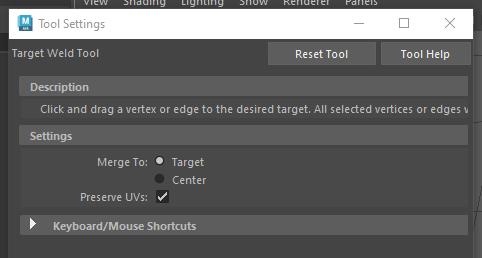 View Shading Lighting Show Renderer Panels
Tool Settings
Target Weld Tool Reset Tool Tool Help
Description
Click and drag a vertex or edge to the desired target. All selected vertices or edges
Settings
Merge To: Target
Center
Preserve UVs:
Keyboard/Mouse Shortcuts